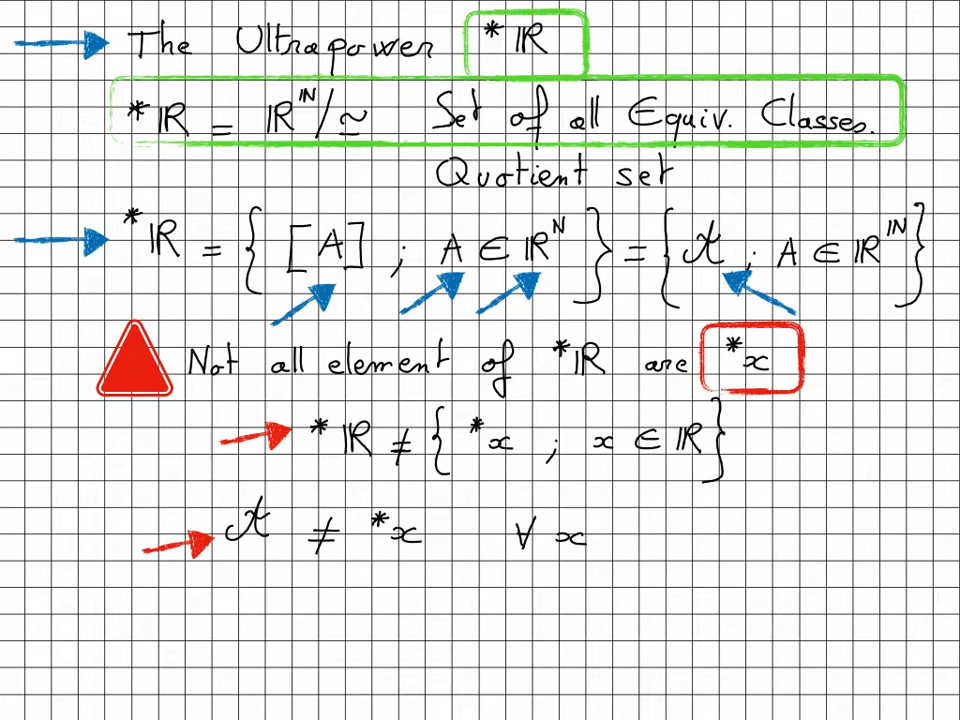 The Ultrapower *ℝ
*ℝ = ℝ^ℕ/≃ Set of all Equiv. Classes.
Quotient set
*ℝ = { [A] ; A ∈ ℝ^N } = { 𝒜 ; A ∈ ℝ^ℕ }
Not all element of *ℝ are *x
*ℝ ≠ { *x ; x ∈ ℝ }
𝒜 ≠ *x ∀ x